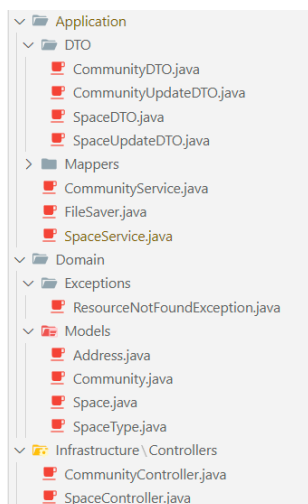 Application
DTO
CommunityDTO.java
CommunityUpdateDTO.java
SpaceDTO.java
SpaceUpdateDTO.java
Mappers
CommunityService.java
FileSaver.java
SpaceService.java
Domain
Exceptions
ResourceNotFoundException.java
Models
Address.java
Community.java
Space.java
SpaceType.java
Infrastructure\Controllers
CommunityController.java
SpaceController.java